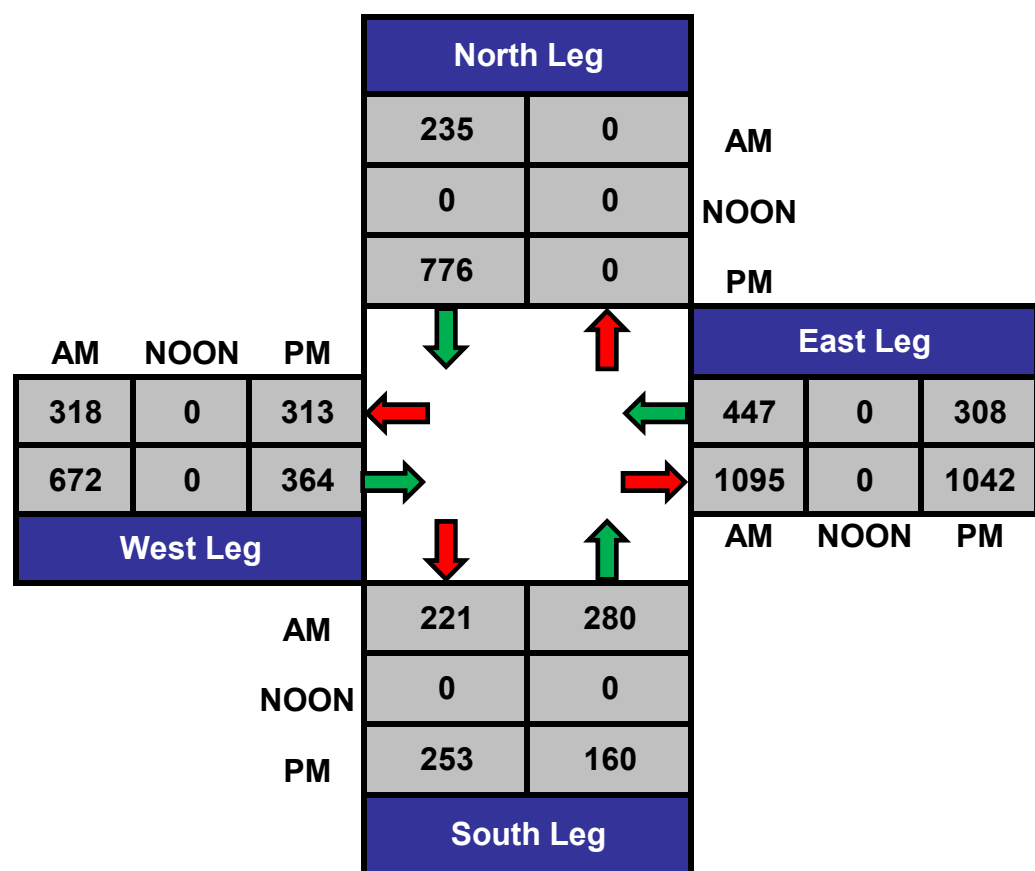 North Leg
235 0 AM
0 0 NOON
776 0 PM
East Leg
AM NOON PM
318 0 313
447 0 308
672 0 364
1095 0 1042
West Leg
AM NOON PM
AM 221 280
NOON 0 0
PM 253 160
South Leg